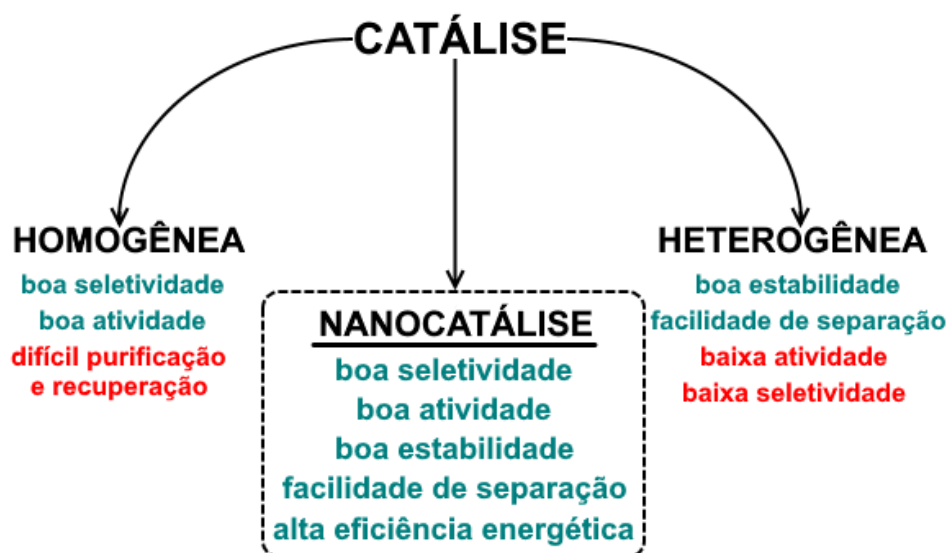 CATÁLISE
HOMOGÊNEA
boa seletividade
boa atividade
difícil purificação
e recuperação
NANOCATÁLISE
boa seletividade
boa atividade
boa estabilidade
facilidade de separação
alta eficiência energética
HETEROGÊNEA
boa estabilidade
facilidade de separação
baixa atividade
baixa seletividade